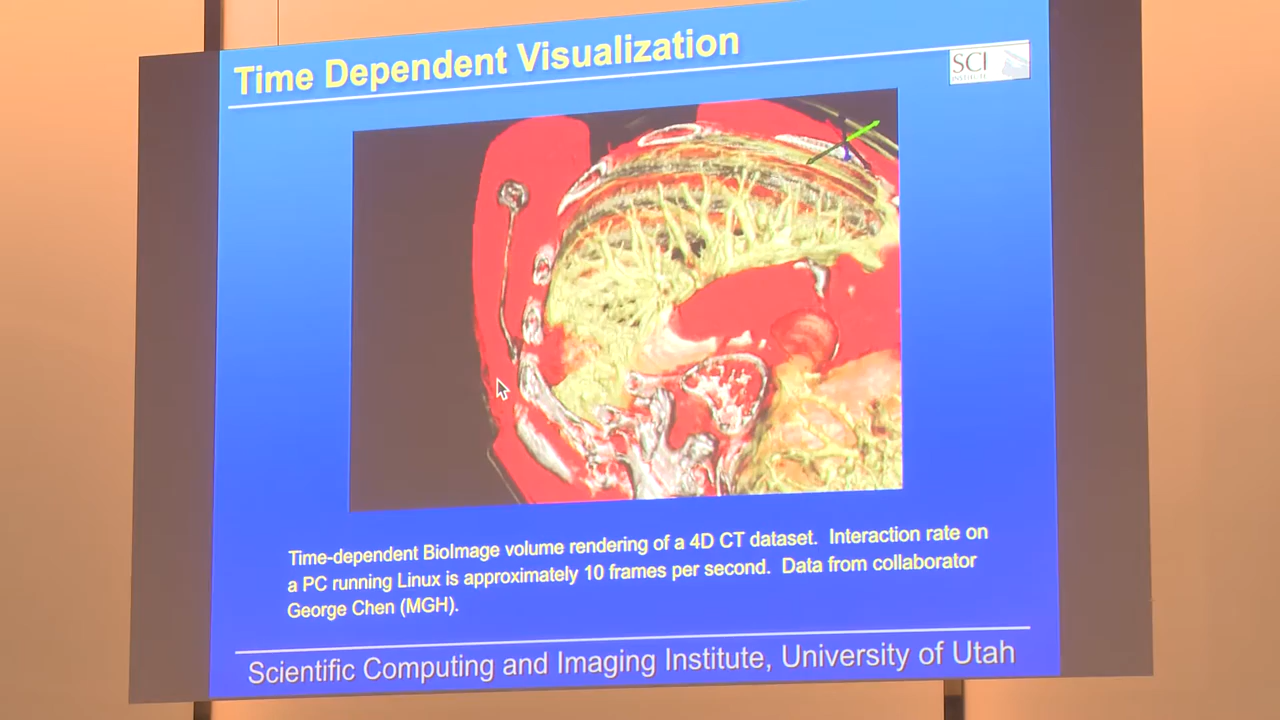 Time Dependent Visualization
SCI
INSTITUTE
Time-dependent BioImage volume rendering of a 4D CT dataset. Interaction rate on
a PC running Linux is approximately 10 frames per second. Data from collaborator
George Chen (MGH).
Scientific Computing and Imaging Institute, University of Utah